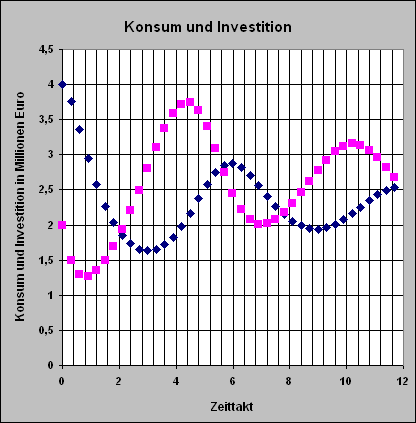 Konsum und Investition
Konsum und Investition in Millionen Euro
4,5
4
3,5
3
2,5
2
1,5
1
0,5
0
0 2 4 6 8 10 12
Zeittakt